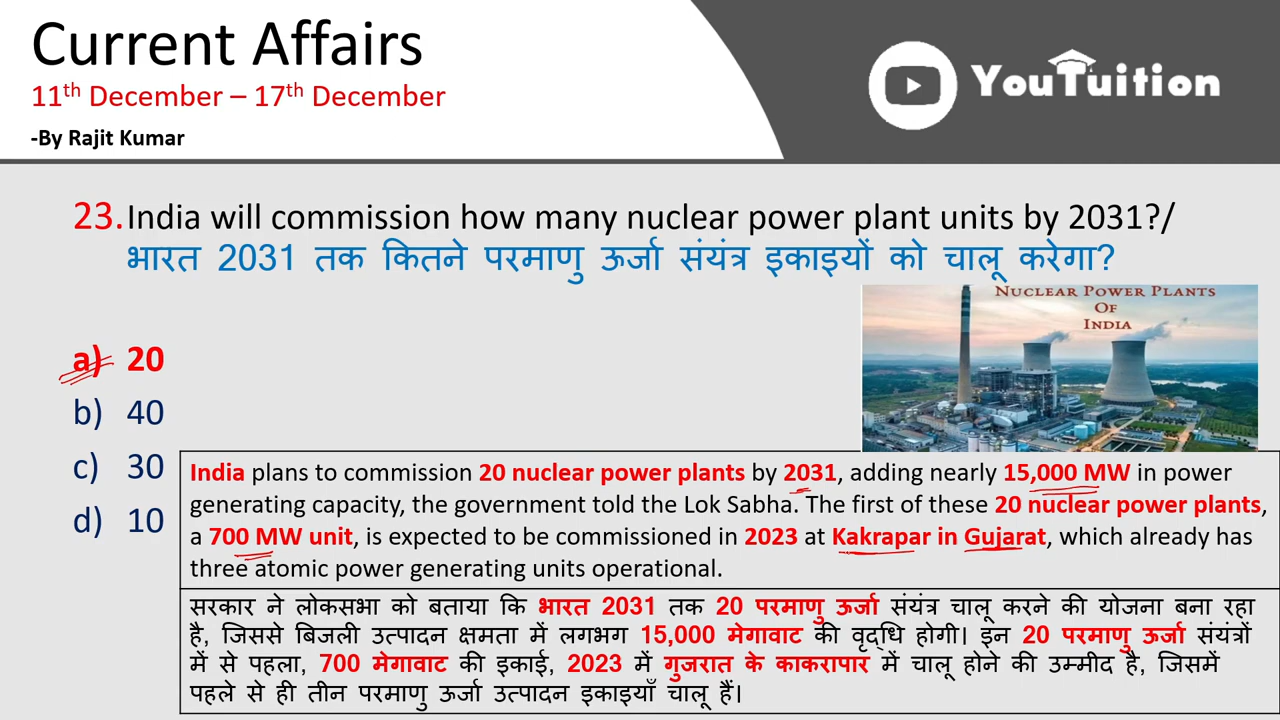 Current Affairs
11th December – 17th December
-By Rajit Kumar
YouTuition
23. India will commission how many nuclear power plant units by 2031?/
भारत 2031 तक कितने परमाणु ऊर्जा संयंत्र इकाइयों को चालू करेगा?
NUCLEAR POWER PLANTS
OF
INDIA
a) 20
b) 40
c) 30
d) 10
India plans to commission 20 nuclear power plants by 2031, adding nearly 15,000 MW in power
generating capacity, the government told the Lok Sabha. The first of these 20 nuclear power plants,
a 700 MW unit, is expected to be commissioned in 2023 at Kakrapar in Gujarat, which already has
three atomic power generating units operational.
सरकार ने लोकसभा को बताया कि भारत 2031 तक 20 परमाणु ऊर्जा संयंत्र चालू करने की योजना बना रहा
है, जिससे बिजली उत्पादन क्षमता में लगभग 15,000 मेगावाट की वृद्धि होगी। इन 20 परमाणु ऊर्जा संयंत्रों
में से पहला, 700 मेगावाट की इकाई, 2023 में गुजरात के काकरापार में चालू होने की उम्मीद है, जिसमें
पहले से ही तीन परमाणु ऊर्जा उत्पादन इकाइयाँ चालू हैं।